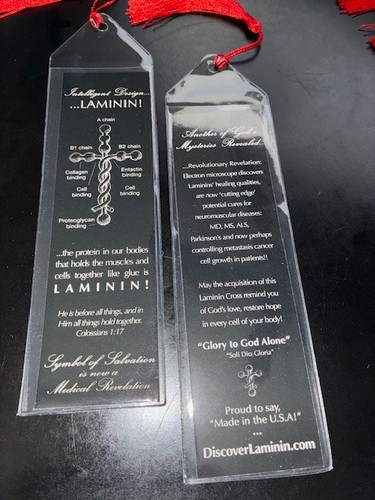 Intelligent Design...
...LAMININ!
A chain
B1 chain
B2 chain
Collagen
binding
Entactin
binding
Cell
binding
Cell
binding
Proteoglycan
binding
...the protein in our bodies
that holds the muscles and
cells together like glue is
LAMININ!
He is before all things, and in
Him all things hold together.
Colossians 1:17
Symbol of Salvation
is now a
Medical Revelation
Another of God's
Mysteries Revealed...
...Revolutionary Revelation:
Electron microscope discovers
Laminins' healing qualities,
are now 'cutting edge'
potential cures for
neuromuscular diseases:
MD, MS, ALS,
Parkinson's and now perhaps
controlling metastasis cancer
cell growth in patients!!
May the acquisition of this
Laminin Cross remind you
of God's love, restore hope
in every cell of your body!
"Glory to God Alone"
"Soli Dio Gloria"
Proud to say,
"Made in the U.S.A!"
...
DiscoverLaminin.com